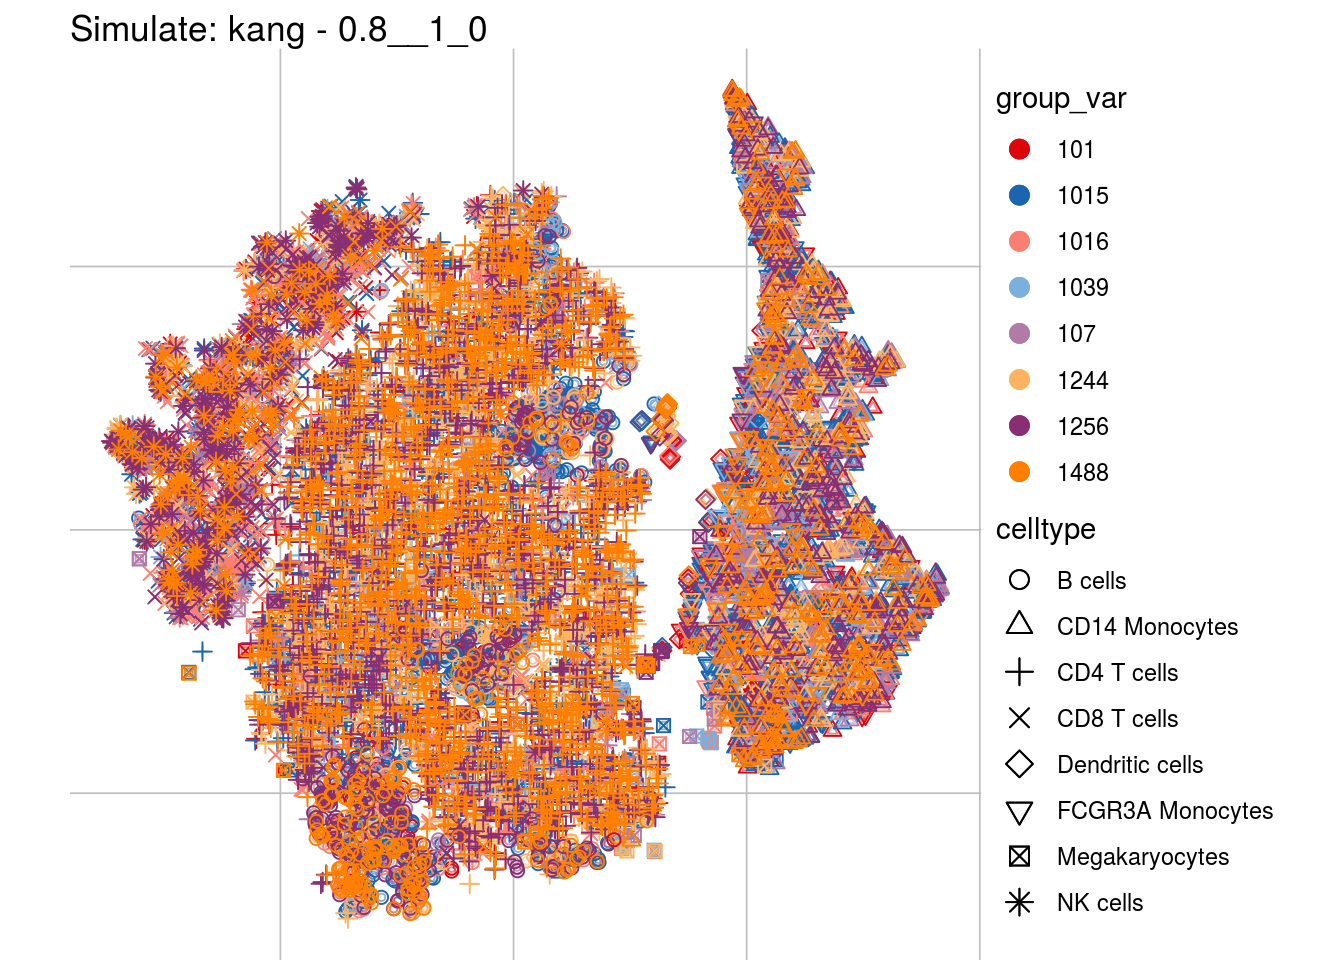 Simulate: kang - 0.8__1_0
group_var
101
1015
1016
1039
107
1244
1256
1488
celltype
B cells
CD14 Monocytes
CD4 T cells
CD8 T cells
Dendritic cells
FCGR3A Monocytes
Megakaryocytes
NK cells